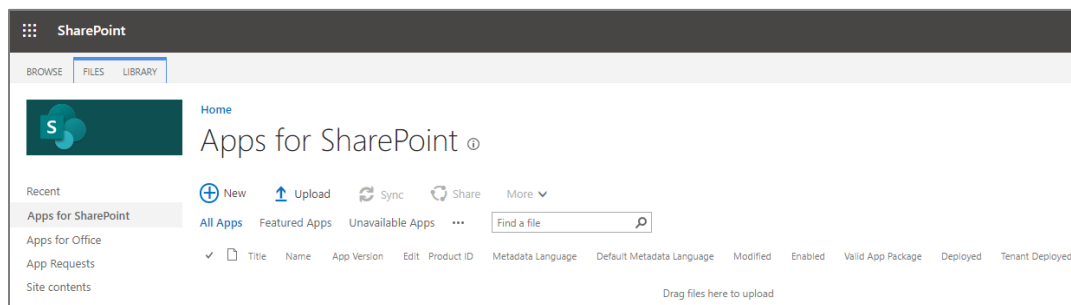 SharePoint
BROWSE FILES LIBRARY
S
Home
Apps for SharePoint
New Upload Sync Share More
All Apps Featured Apps Unavailable Apps ••• Find a file
Title Name App Version Edit Product ID Metadata Language Default Metadata Language Modified Enabled Valid App Package Deployed Tenant Deployed
Drag files here to upload
Recent
Apps for SharePoint
Apps for Office
App Requests
Site contents